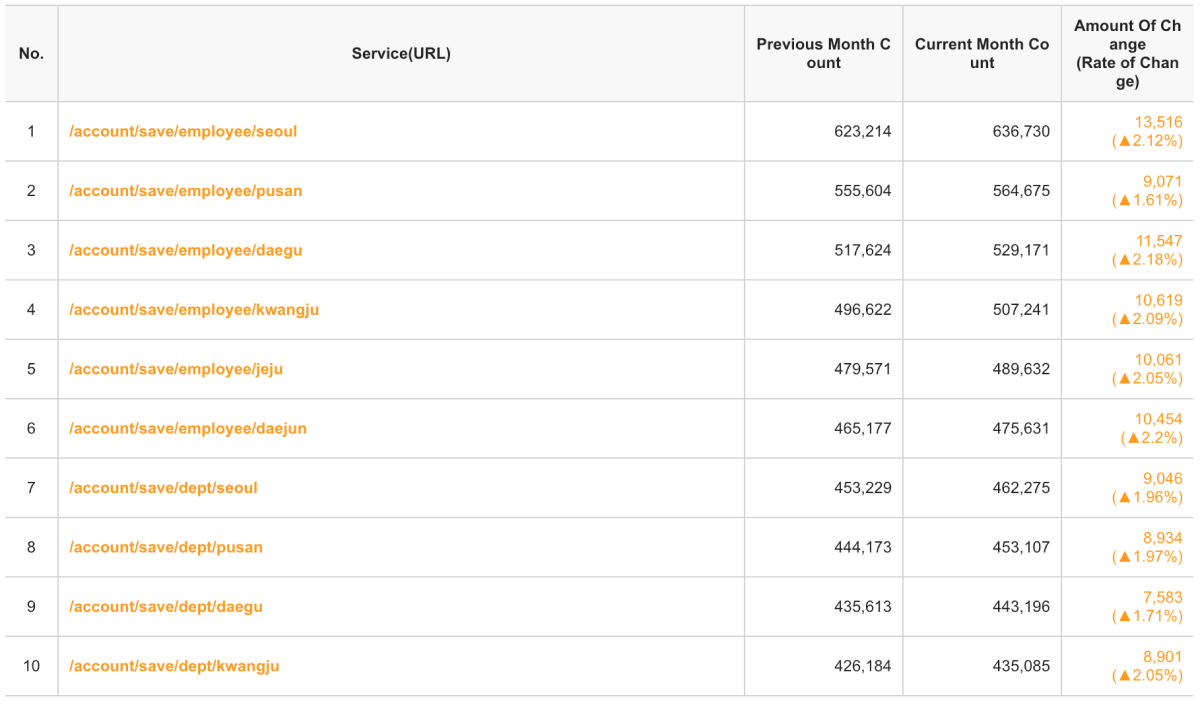 No.
Service(URL)
Previous Month C
ount
Current Month Co
unt
Amount Of Ch
ange
(Rate of Chan
ge)
1
/account/save/employee/seoul
623,214
636,730
13,516
(▲2.12%)
2
/account/save/employee/pusan
555,604
564,675
9,071
(▲1.61%)
3
/account/save/employee/daegu
517,624
529,171
11,547
(▲2.18%)
4
/account/save/employee/kwangju
496,622
507,241
10,619
(▲2.09%)
5
/account/save/employee/jeju
479,571
489,632
10,061
(▲2.05%)
6
/account/save/employee/daejun
465,177
475,631
10,454
(▲2.2%)
7
/account/save/dept/seoul
453,229
462,275
9,046
(▲1.96%)
8
/account/save/dept/pusan
444,173
453,107
8,934
(▲1.97%)
9
/account/save/dept/daegu
435,613
443,196
7,583
(▲1.71%)
10
/account/save/dept/kwangju
426,184
435,085
8,901
(▲2.05%)